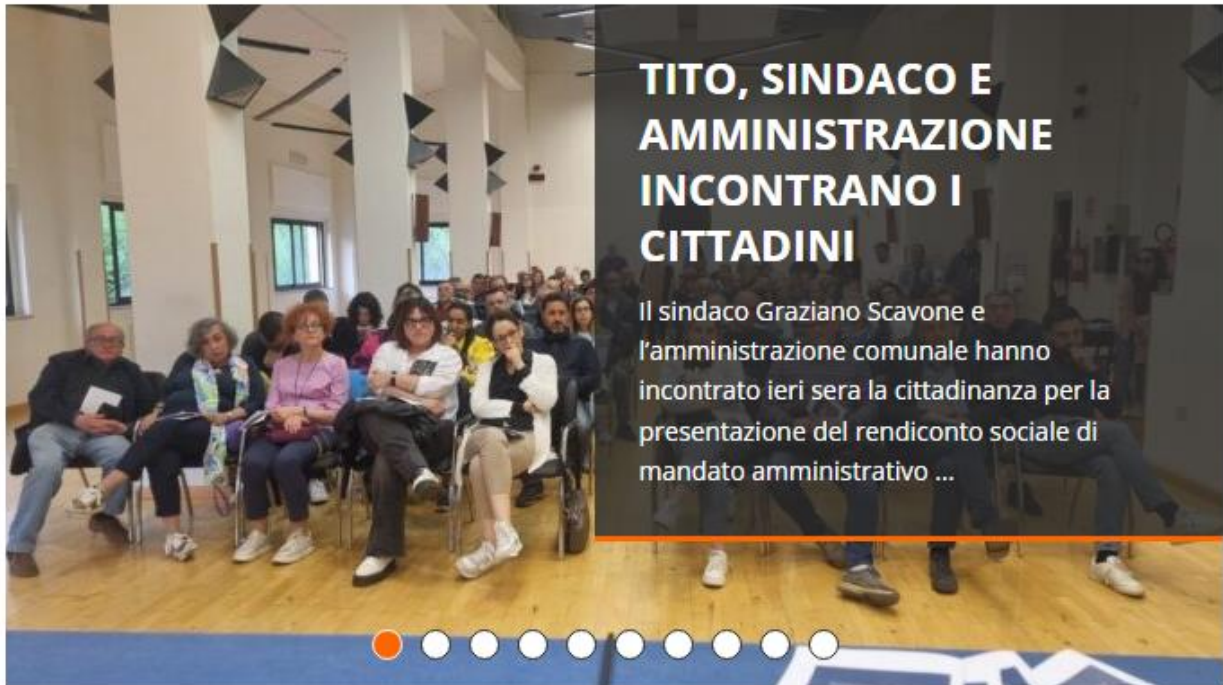 TITO, SINDACO E
AMMINISTRAZIONE
INCONTRANO I
CITTADINI
Il sindaco Graziano Scavone e
l’amministrazione comunale hanno
incontrato ieri sera la cittadinanza per la
presentazione del rendiconto sociale di
mandato amministrativo ...